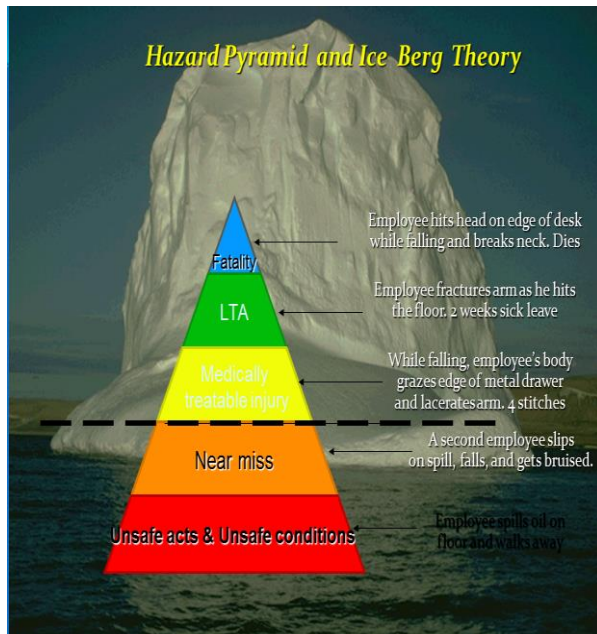 Hazard Pyramid and Ice Berg Theory
Employee hits head on edge of desk
while falling and breaks neck. Dies
Fatality
Employee fractures arm as he hits
the floor. 2 weeks sick leave
LTA
While falling, employee's body
grazes edge of metal drawer
and lacerates arm. 4 stitches
Medically
treatable injury
A second employee slips
on spill, falls, and gets bruised.
Near miss
Employee spills oil on
floor and walks away
Unsafe acts & Unsafe conditions